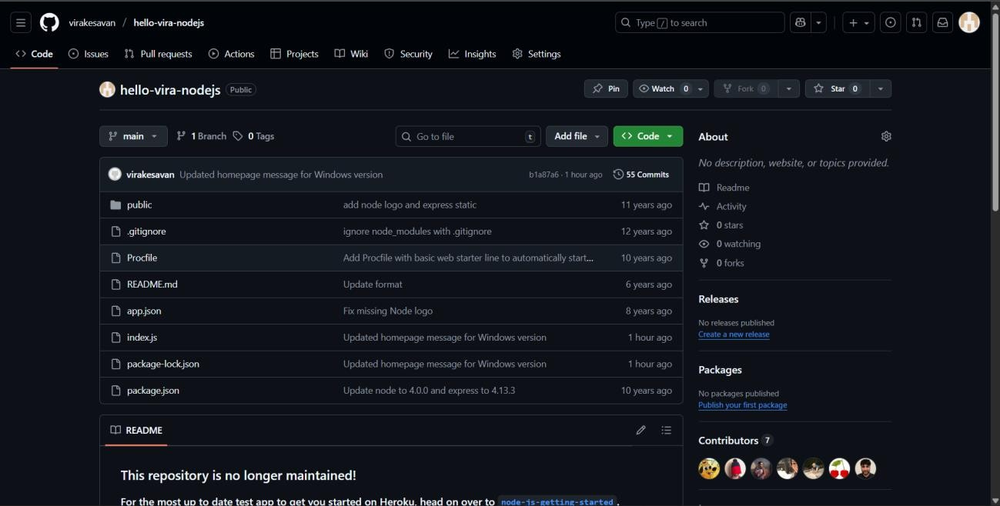 virakesavan / hello-vira-nodejs
Type / to search
Code Issues Pull requests Actions Projects Wiki Security Insights Settings
hello-vira-nodejs Public
Pin Watch 0 Fork 0 Star 0
main 1 Branch 0 Tags
Go to file t Add file Code
virakesavan Updated homepage message for Windows version b1a87a6 · 1 hour ago 55 Commits
public add node logo and express static 11 years ago
.gitignore ignore node_modules with .gitignore 12 years ago
Procfile Add Procfile with basic web starter line to automatically start... 10 years ago
README.md Update format 6 years ago
app.json Fix missing Node logo 8 years ago
index.js Updated homepage message for Windows version 1 hour ago
package-lock.json Updated homepage message for Windows version 1 hour ago
package.json Update node to 4.0.0 and express to 4.13.3 10 years ago
README
This repository is no longer maintained!
For the most up to date test app to get you started on Heroku, head on over to node-js-getting-started .
About
No description, website, or topics provided.
Readme
Activity
0 stars
0 watching
0 forks
Releases
No releases published
Create a new release
Packages
No packages published
Publish your first package
Contributors 7